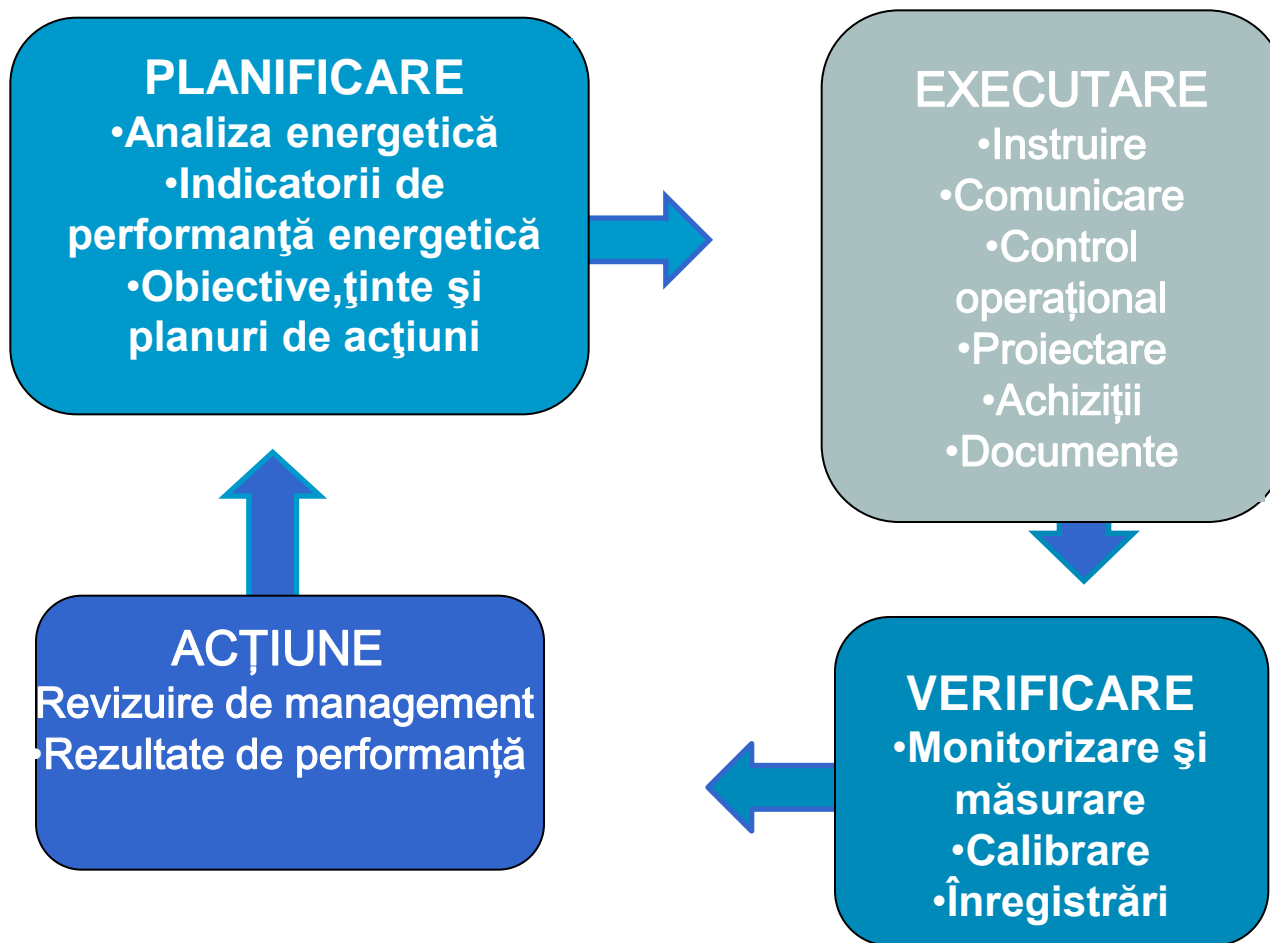 PLANIFICARE
•Analiza energetică
•Indicatorii de
performanţă energetică
•Obiective,ţinte şi
planuri de acţiuni
EXECUTARE
•Instruire
•Comunicare
•Control
operațional
•Proiectare
•Achiziții
•Documente
ACȚIUNE
Revizuire de management
•Rezultate de performanță
VERIFICARE
•Monitorizare şi
măsurare
•Calibrare
•Înregistrări